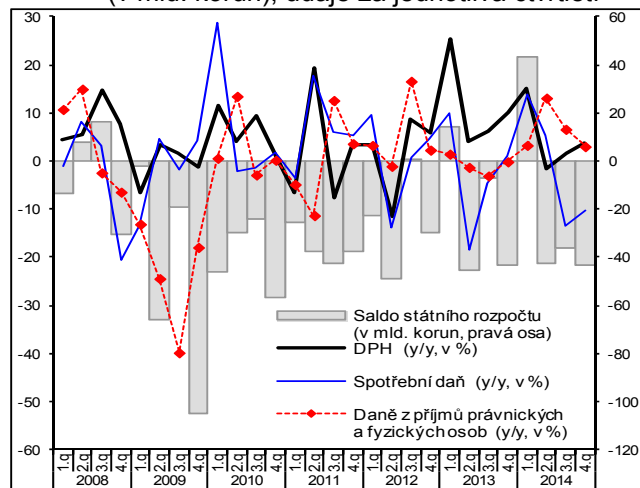 (v mld. korun), údaje za jednotlivá čtvrtletí
30 60
20 40
10 20
0 0
-10 -20
-20 -40
-30 -60
-40 -80
-50 -100
-60 -120
Saldo státního rozpočtu
(v mld. korun, pravá osa)
DPH (y/y, v %)
Spotřební daň (y/y, v %)
Daně z příjmů právnických
a fyzických osob (y/y, v %)
1.q 2.q 3.q 4.q 1.q 2.q 3.q 4.q 1.q 2.q 3.q 4.q 1.q 2.q 3.q 4.q 1.q 2.q 3.q 4.q 1.q 2.q 3.q 4.q 1.q 2.q 3.q 4.q
2008 2009 2010 2011 2012 2013 2014